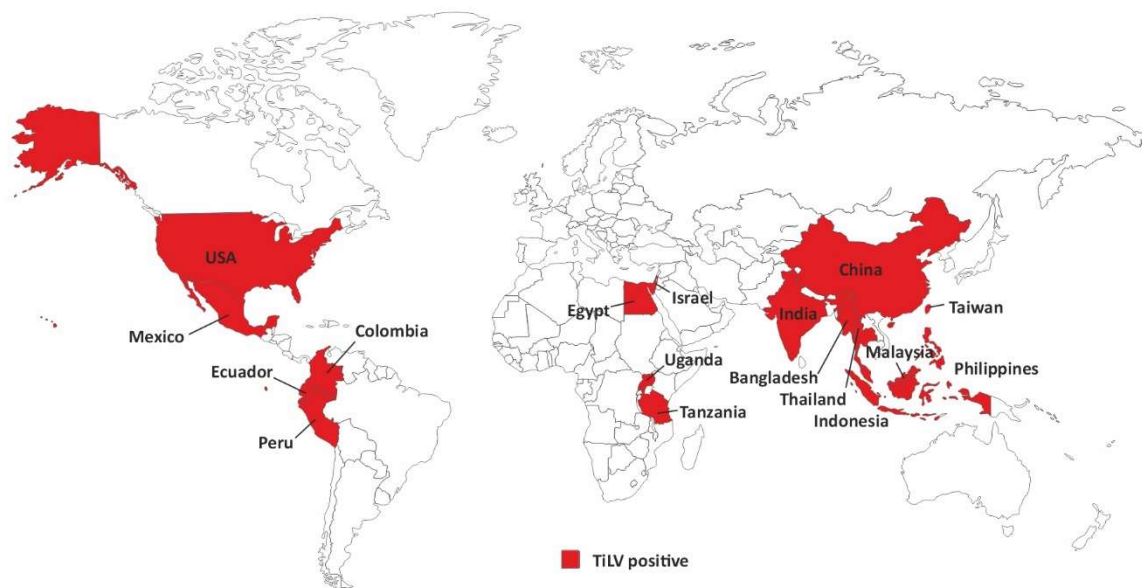 USA
Mexico
Colombia
Ecuador
Peru
Egypt
Israel
Uganda
Tanzania
China
India
Taiwan
Malaysia
Philippines
Bangladesh
Thailand
Indonesia
TiLV positive